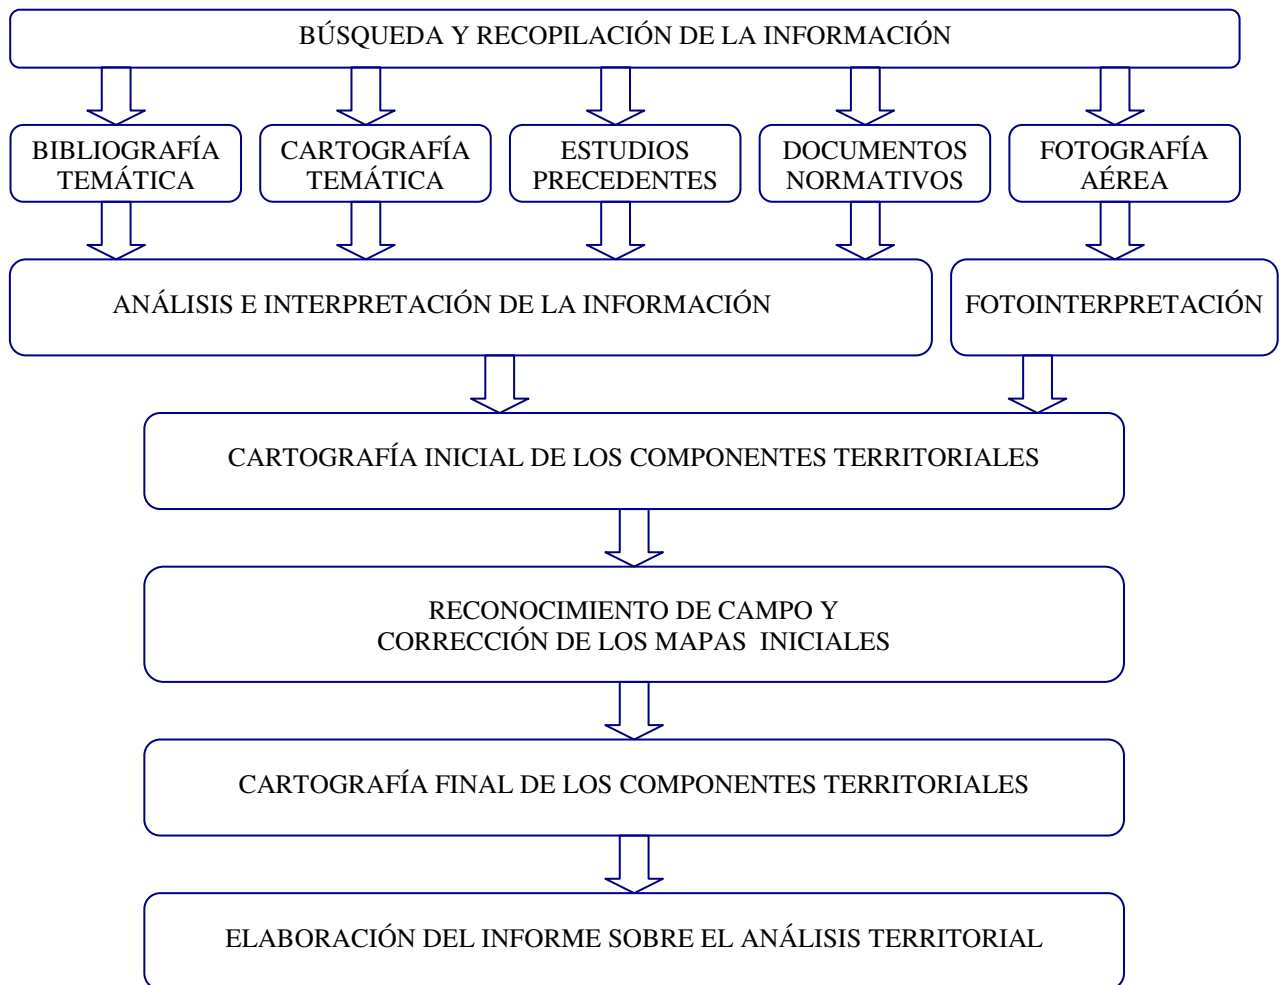 BÚSQUEDA Y RECOPILACIÓN DE LA INFORMACIÓN
BIBLIOGRAFÍA
TEMÁTICA
CARTOGRAFÍA
TEMÁTICA
ESTUDIOS
PRECEDENTES
DOCUMENTOS
NORMATIVOS
FOTOGRAFÍA
AÉREA
ANÁLISIS E INTERPRETACIÓN DE LA INFORMACIÓN
FOTOINTERPRETACIÓN
CARTOGRAFÍA INICIAL DE LOS COMPONENTES TERRITORIALES
RECONOCIMIENTO DE CAMPO Y
CORRECCIÓN DE LOS MAPAS INICIALES
CARTOGRAFÍA FINAL DE LOS COMPONENTES TERRITORIALES
ELABORACIÓN DEL INFORME SOBRE EL ANÁLISIS TERRITORIAL